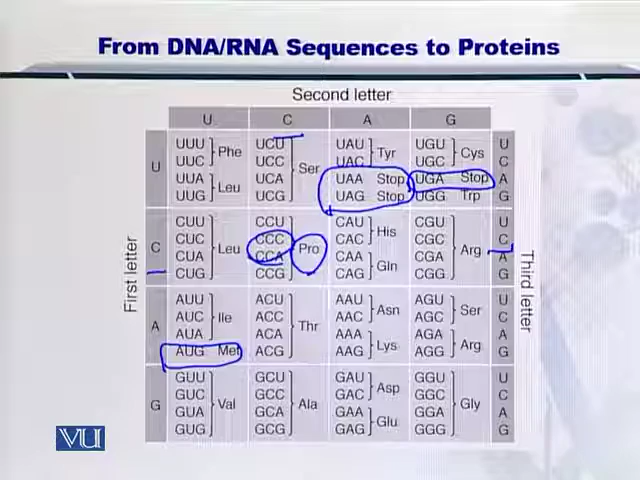 From DNA/RNA Sequences to Proteins
Second letter
U C A G
UUU Phe UCU Ser UAU Tyr UGU Cys U
UUC UCC UAC UGC C
UUA Leu UCA UAA Stop UGA Stop A
UUG UCG UAG Stop UGG Trp G
U
CUU Leu CCU Pro CAU His CGU Arg U
CUC CCC CAC CGC C
CUA CCA CAA Gln CGA A
CUG CCG CAG CGG G
C
AUU Ile ACU Thr AAU Asn AGU Ser U
AUC ACC AAC AGC C
AUA ACA AAA Lys AGA Arg A
AUG Met ACG AAG AGG G
A
GUU Val GCU Ala GAU Asp GGU Gly U
GUC GCC GAC GGC C
GUA GCA GAA Glu GGA A
GUG GCG GAG GGG G
G
First letter
Third letter
VU